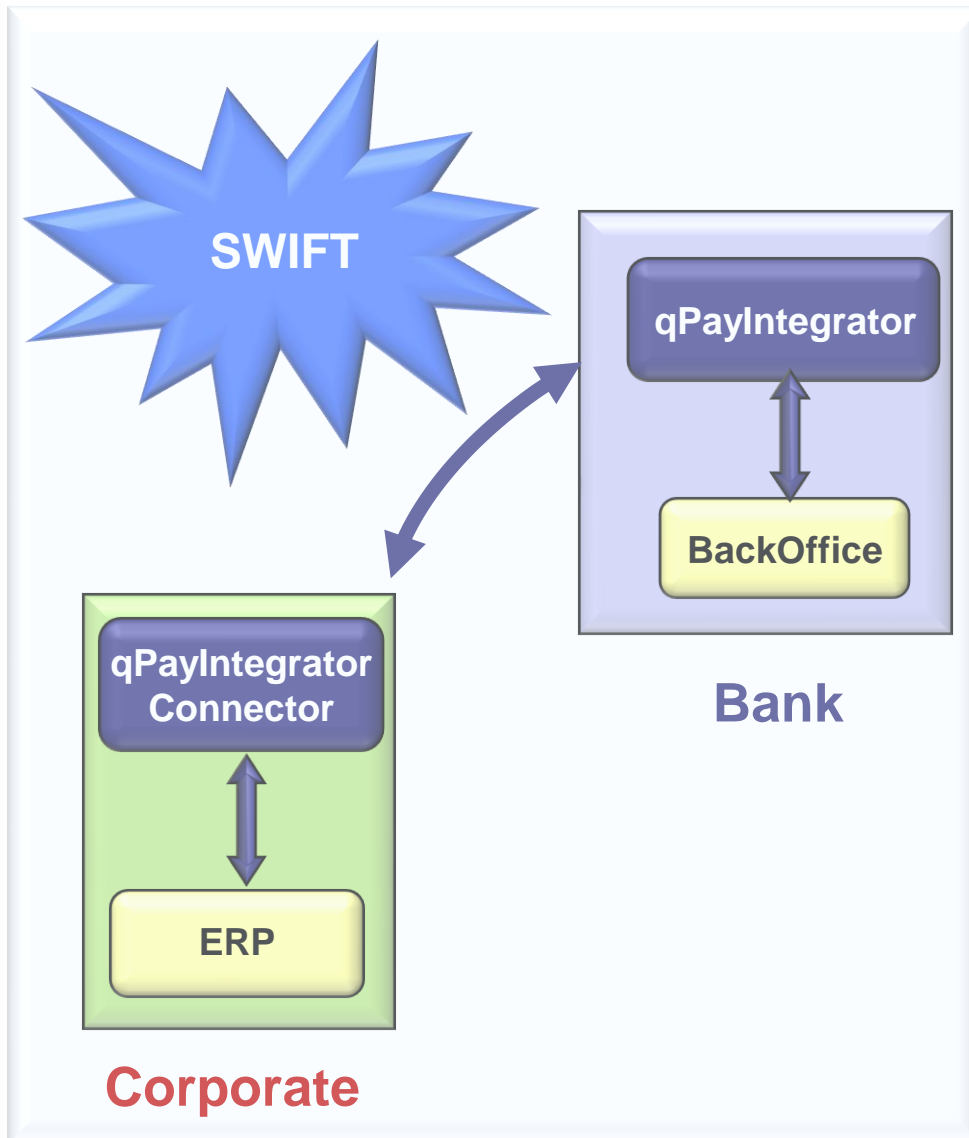 SWIFT
qPayIntegrator
BackOffice
Bank
qPayIntegrator
Connector
ERP
Corporate